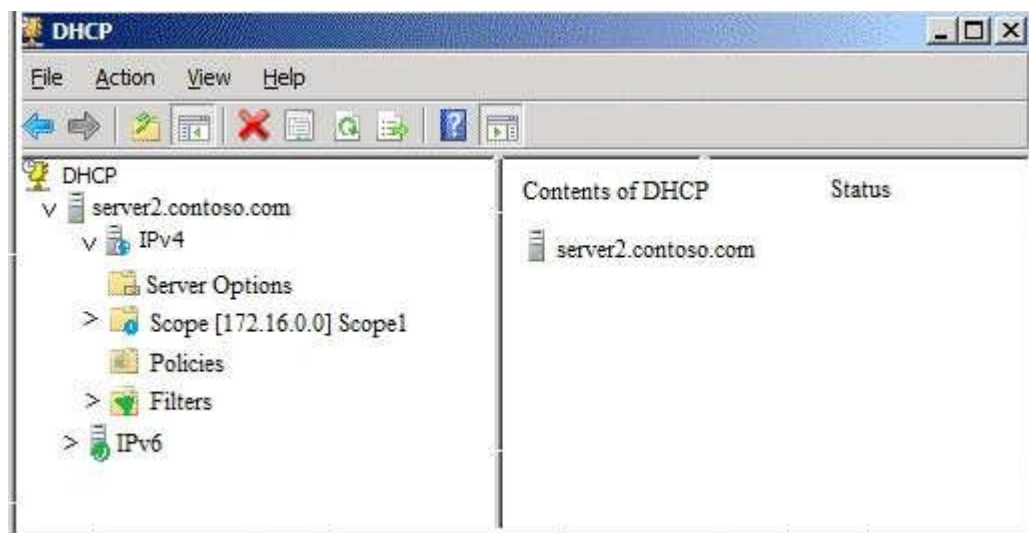 DHCP
File Action View Help
DHCP
server2.contoso.com
IPv4
Server Options
Scope [172.16.0.0] Scope1
Policies
Filters
IPv6
Contents of DHCP Status
server2.contoso.com